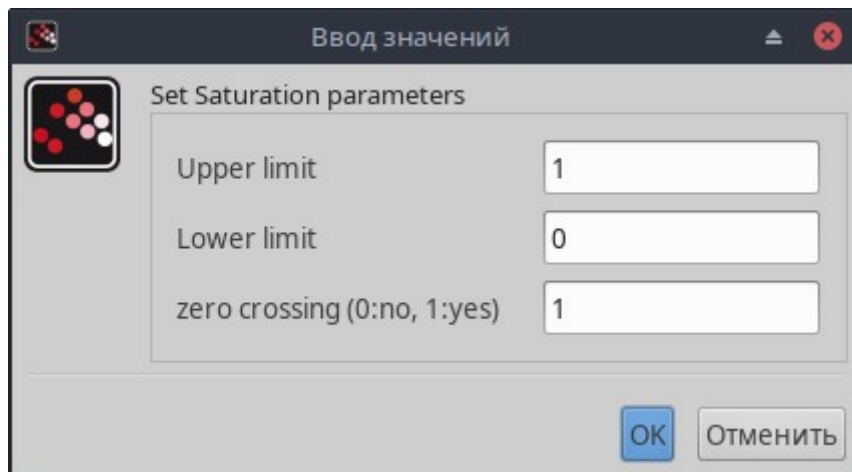 Ввод значений
Set Saturation parameters
Upper limit 1
Lower limit 0
zero crossing (0:no, 1:yes) 1
OK Отменить